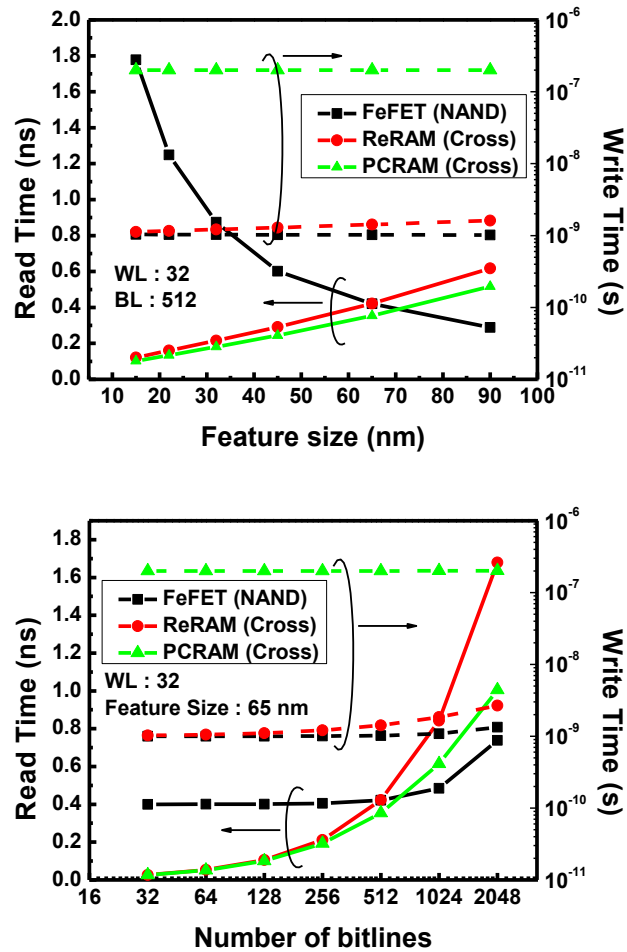 2.0
1.8
1.6
1.4
1.2
1.0
0.8
0.6
0.4
0.2
0.0
Read Time (ns)
10⁻⁶
10⁻⁷
10⁻⁸
10⁻⁹
10⁻¹⁰
10⁻¹¹
Write Time (s)
FeFET (NAND)
ReRAM (Cross)
PCRAM (Cross)
WL : 32
BL : 512
10 20 30 40 50 60 70 80 90 100
Feature size (nm)
1.8
1.6
1.4
1.2
1.0
0.8
0.6
0.4
0.2
0.0
Read Time (ns)
10⁻⁶
10⁻⁷
10⁻⁸
10⁻⁹
10⁻¹⁰
10⁻¹¹
Write Time (s)
FeFET (NAND)
ReRAM (Cross)
PCRAM (Cross)
WL : 32
Feature Size : 65 nm
16 32 64 128 256 512 1024 2048
Number of bitlines